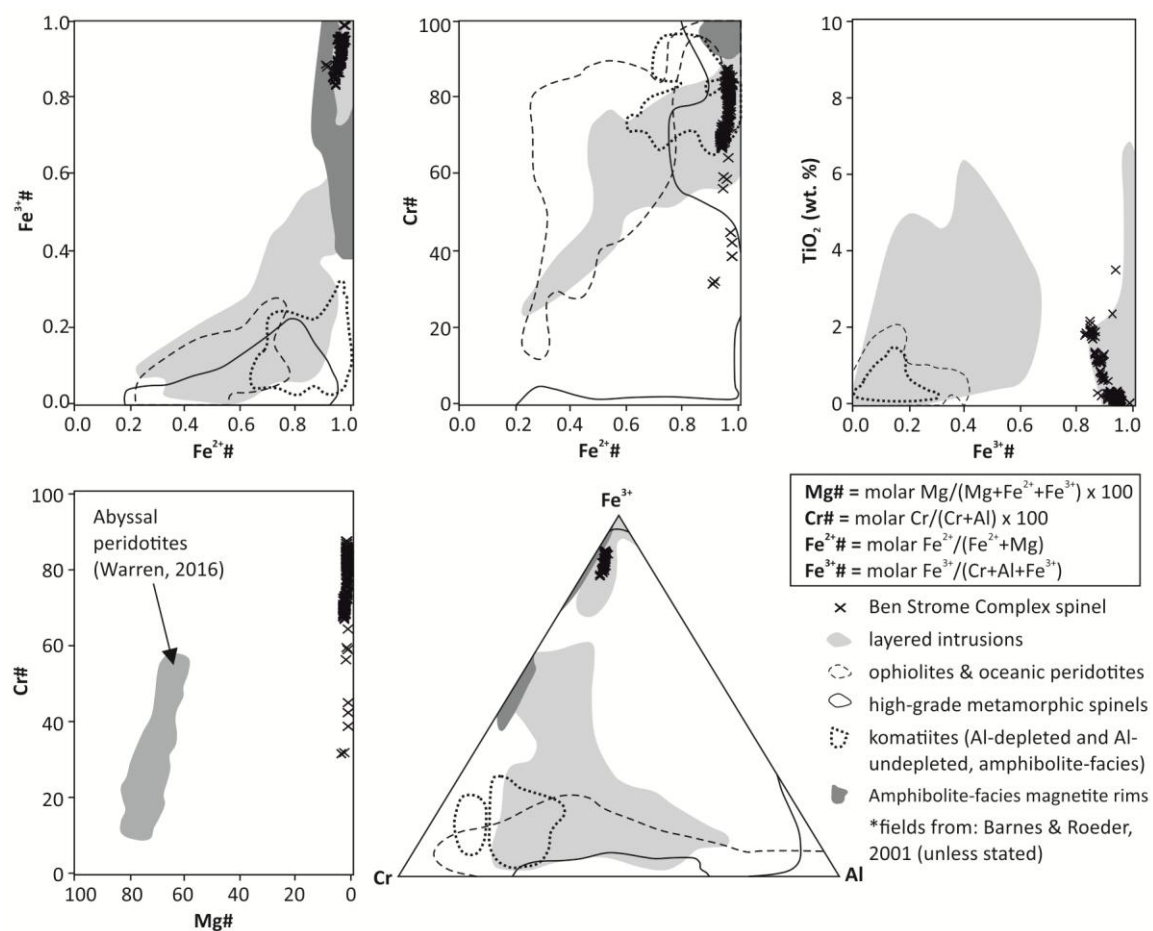 1.0
0.8
0.6
0.4
0.2
0.0
Fe³⁺#
0.0 0.2 0.4 0.6 0.8 1.0
Fe²⁺#
100
80
60
40
20
0
Cr#
0.0 0.2 0.4 0.6 0.8 1.0
Fe²⁺#
10
8
6
4
2
0
TiO₂ (wt. %)
0.0 0.2 0.4 0.6 0.8 1.0
Fe³⁺#
100
80
60
40
20
0
Cr#
Abyssal
peridotites
(Warren, 2016)
100 80 60 40 20 0
Mg#
Fe³⁺
Cr
Al
Mg# = molar Mg/(Mg+Fe²⁺+Fe³⁺) x 100
Cr# = molar Cr/(Cr+Al) x 100
Fe²⁺# = molar Fe²⁺/(Fe²⁺+Mg)
Fe³⁺# = molar Fe³⁺/(Cr+Al+Fe³⁺)
Ben Strome Complex spinel
layered intrusions
ophiolites & oceanic peridotites
high-grade metamorphic spinels
komatiites (Al-depleted and Al-
undepleted, amphibolite-facies)
Amphibolite-facies magnetite rims
*fields from: Barnes & Roeder,
2001 (unless stated)